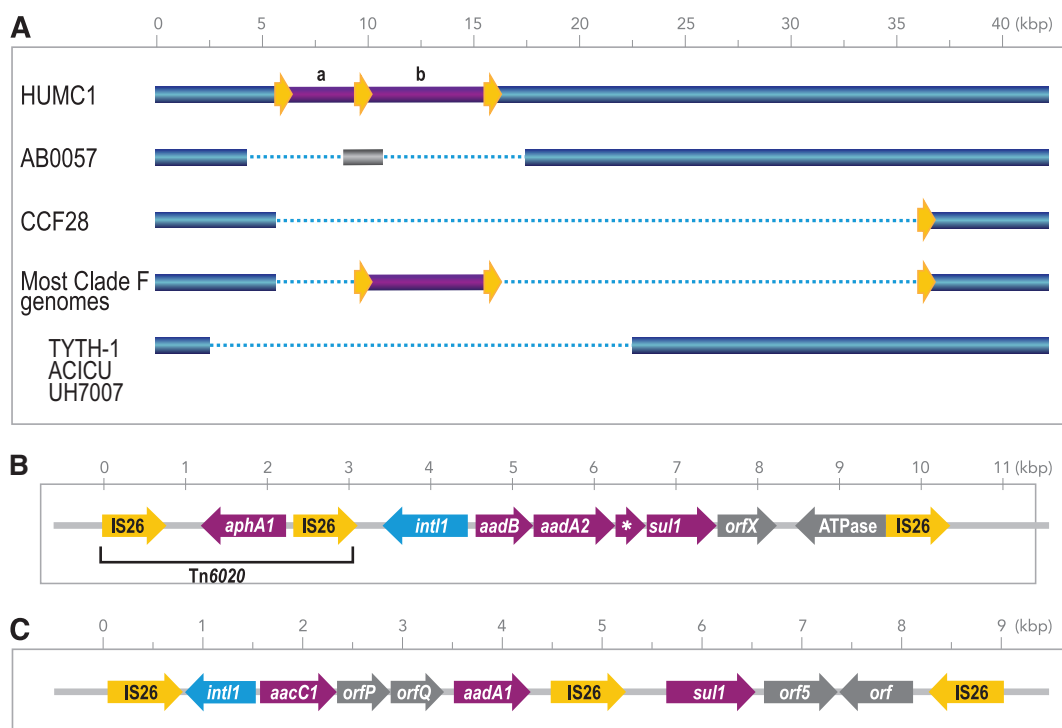 A
0 5 10 15 20 25 30 35 40 (kbp)
a b
HUMC1
AB0057
CCF28
Most Clade F
genomes
TYTH-1
ACICU
UH7007
B
0 1 2 3 4 5 6 7 8 9 10 11 (kbp)
IS26 aphA1 IS26 intI1 aadB aadA2 * sul1 orfX ATPase IS26
Tn6020
C
0 1 2 3 4 5 6 7 8 9 (kbp)
IS26 intI1 aacC1 orfP orfQ aadA1 IS26 sul1 orf5 orf IS26